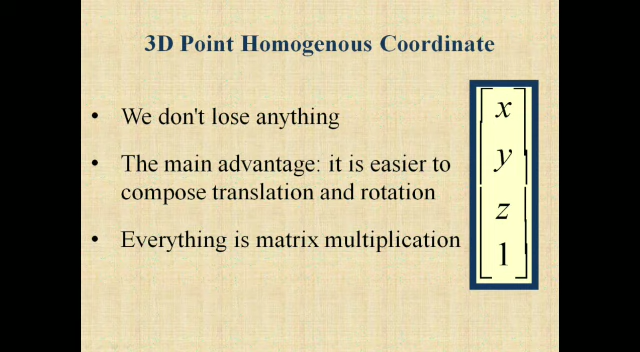 3D Point Homogenous Coordinate
• We don't lose anything
• The main advantage: it is easier to
compose translation and rotation
• Everything is matrix multiplication
x
y
z
1